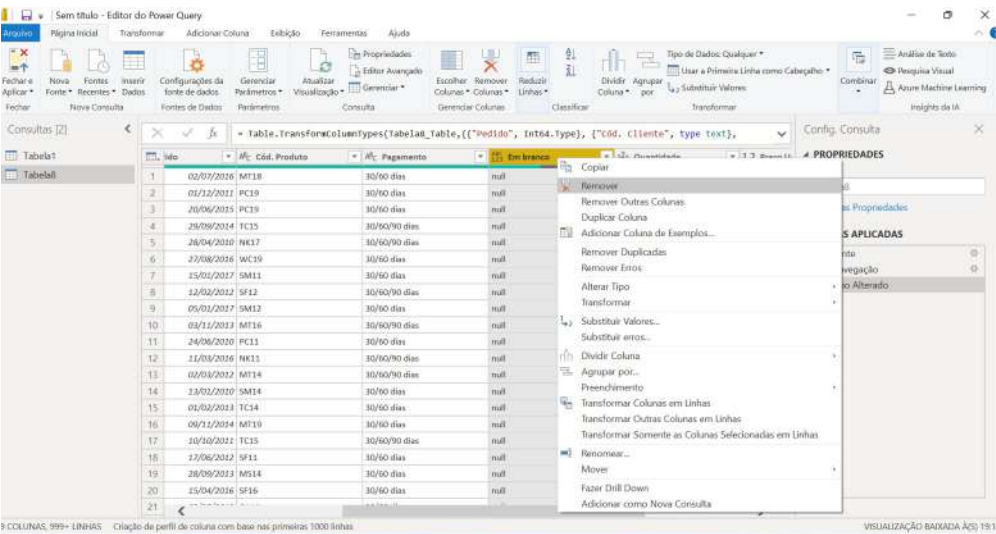 Sem título - Editor do Power Query
Arquivo Página Inicial Transformar Adicionar Coluna Exibição Ferramentas Ajuda
Fechar e Aplicar
Nova Fonte
Fontes Recentes
Inserir Dados
Configurações da fonte de dados
Gerenciar Parâmetros
Atualizar Visualização
Propriedades
Editor Avançado
Gerenciar
Escolher Colunas
Remover Colunas
Reduzir Linhas
Dividir Coluna
Agrupar por
Tipo de Dados: Qualquer
Usar a Primeira Linha como Cabeçalho
Substituir Valores
Combinar
Análise de Texto
Pesquisa Visual
Azure Machine Learning
Fechar Nova Consulta Fontes de Dados Parâmetros Consulta Gerenciar Colunas Classificar Transformar Insights da IA
Consultas [2]
Tabela1
Tabela8
= Table.TransformColumnTypes(Tabela8_Table,{{"Pedido", Int64.Type}, {"Cód. Cliente", type text},
ido Cód. Produto Pagamento Em branco Quantidade
1 02/07/2016 MT18 30/60 dias null
2 01/12/2011 PC19 30/60 dias null
3 20/06/2015 PC19 30/60 dias null
4 29/09/2014 TC15 30/60/90 dias null
5 28/04/2010 NK17 30/60/90 dias null
6 27/08/2016 WC19 30/60 dias null
7 15/01/2017 SM11 30/60 dias null
8 12/02/2012 SF12 30/60/90 dias null
9 05/01/2017 SM12 30/60 dias null
10 03/11/2013 MT16 30/60/90 dias null
11 24/06/2010 PC11 30/60 dias null
12 11/03/2016 NK11 30/60/90 dias null
13 02/03/2012 MT14 30/60/90 dias null
14 13/02/2010 SM14 30/60 dias null
15 01/02/2013 TC14 30/60 dias null
16 09/11/2014 MT19 30/60 dias null
17 10/10/2011 TC15 30/60/90 dias null
18 17/06/2012 SF11 30/60 dias null
19 28/09/2013 MS14 30/60 dias null
20 15/04/2016 SF16 30/60 dias null
21
Copiar
Remover
Remover Outras Colunas
Duplicar Coluna
Adicionar Coluna de Exemplos...
Remover Duplicadas
Remover Erros
Alterar Tipo
Transformar
Substituir Valores...
Substituir erros...
Dividir Coluna
Agrupar por...
Preenchimento
Transformar Colunas em Linhas
Transformar Outras Colunas em Linhas
Transformar Somente as Colunas Selecionadas em Linhas
Renomear...
Mover
Fazer Drill Down
Adicionar como Nova Consulta
Config. Consulta
PROPRIEDADES
as Propriedades
S APLICADAS
nte
vegação
o Alterado
9 COLUNAS, 999+ LINHAS Criação de perfil de coluna com base nas primeiras 1000 linhas
VISUALIZAÇÃO BAIXADA À(S) 19:1